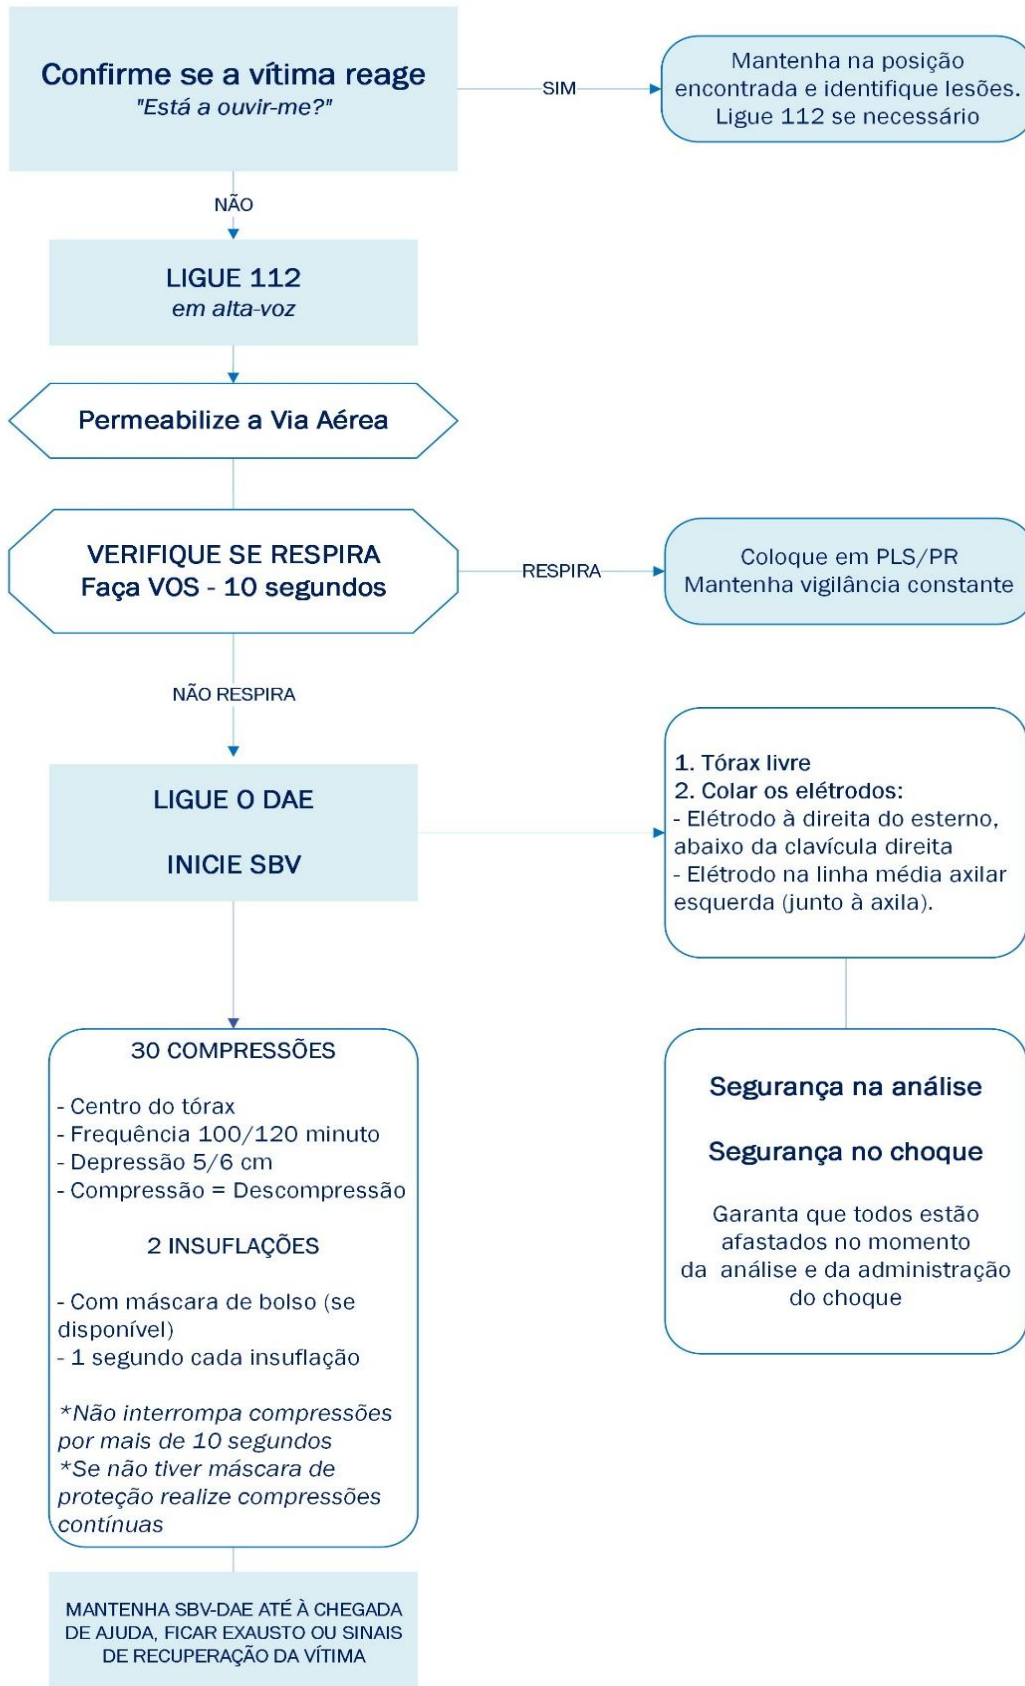 Confirme se a vítima reage
"Está a ouvir-me?"
SIM
Mantenha na posição
encontrada e identifique lesões.
Ligue 112 se necessário
NÃO
LIGUE 112
em alta-voz
Permeabilize a Via Aérea
VERIFIQUE SE RESPIRA
Faça VOS - 10 segundos
RESPIRA
Coloque em PLS/PR
Mantenha vigilância constante
NÃO RESPIRA
LIGUE O DAE
INICIE SBV
1. Tórax livre
2. Colar os elétrodos:
- Elétrodo à direita do esterno,
abaixo da clavícula direita
- Elétrodo na linha média axilar
esquerda (junto à axila).
30 COMPRESSÕES
- Centro do tórax
- Frequência 100/120 minuto
- Depressão 5/6 cm
- Compressão = Descompressão
2 INSUFLAÇÕES
- Com máscara de bolso (se
disponível)
- 1 segundo cada insuflação
*Não interrompa compressões
por mais de 10 segundos
*Se não tiver máscara de
proteção realize compressões
contínuas
Segurança na análise
Segurança no choque
Garanta que todos estão
afastados no momento
da análise e da administração
do choque
MANTENHA SBV-DAE ATÉ À CHEGADA
DE AJUDA, FICAR EXAUSTO OU SINAIS
DE RECUPERAÇÃO DA VÍTIMA